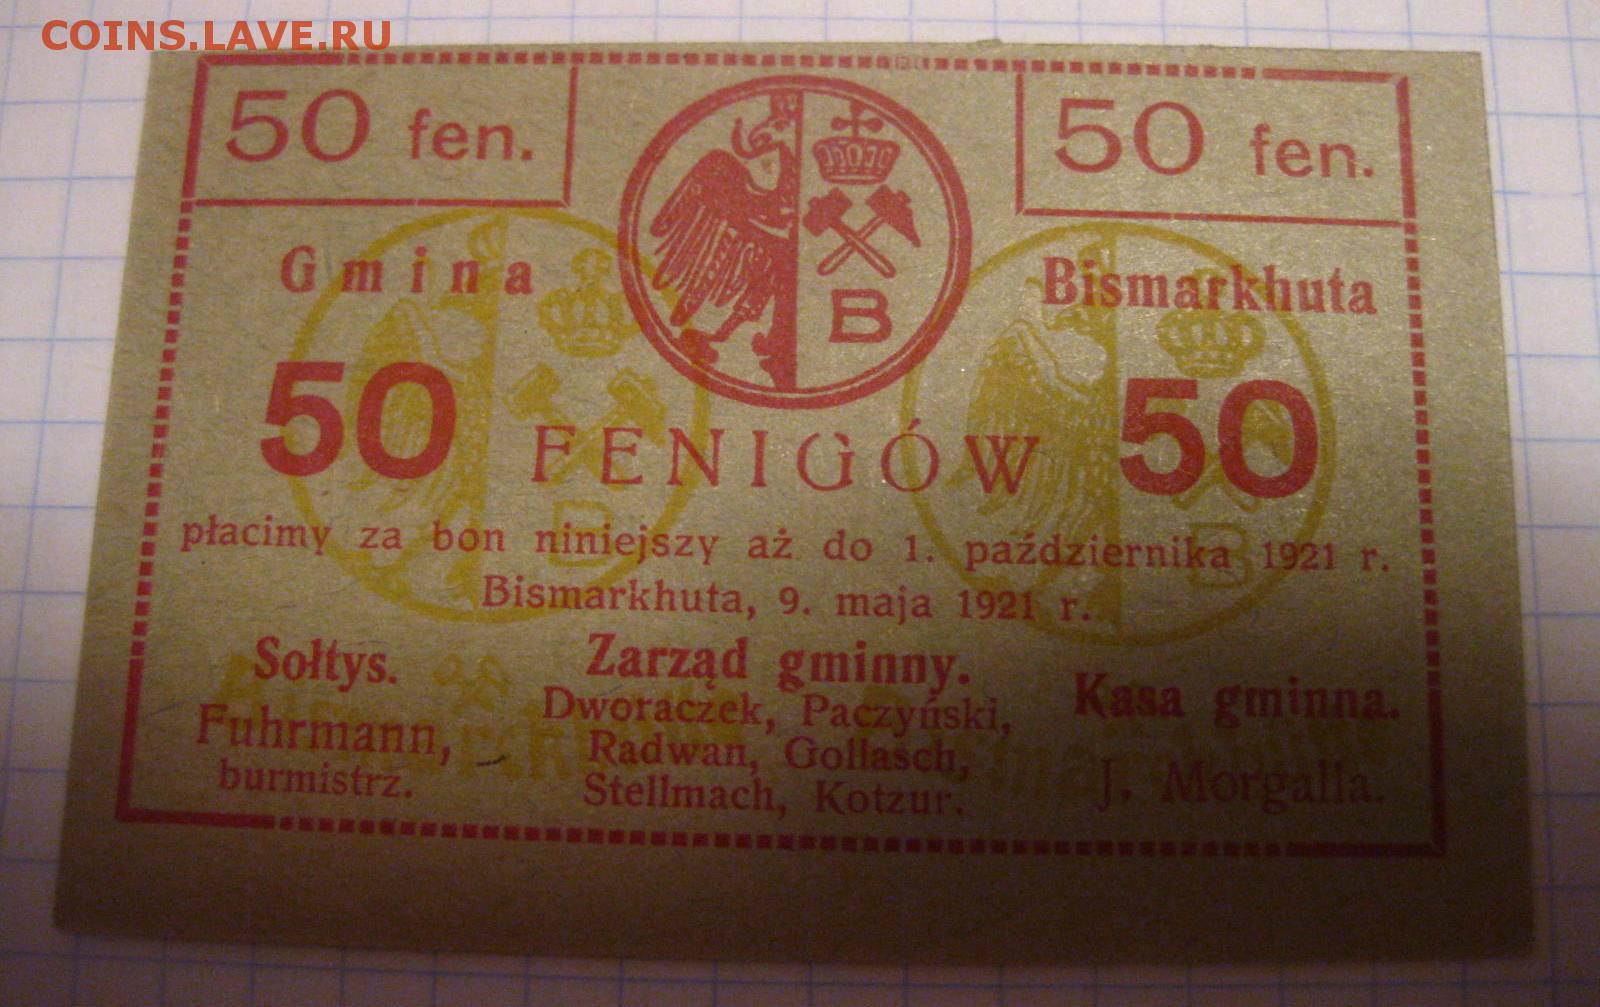 COINS.LAVE.RU
50 fen.
50 fen.
B
Gmina
Bismarkhuta
50 FENIGÓW 50
płacimy za bon niniejszy aż do 1. października 1921 r.
Bismarkhuta, 9. maja 1921 r.
Sołtys.
Fuhrmann,
burmistrz.
Zarząd gminny.
Dworaczek, Paczyński,
Radwan, Gollasch,
Stellmach, Kotzur.
Kasa gminna.
J. Morgalla.
B
B